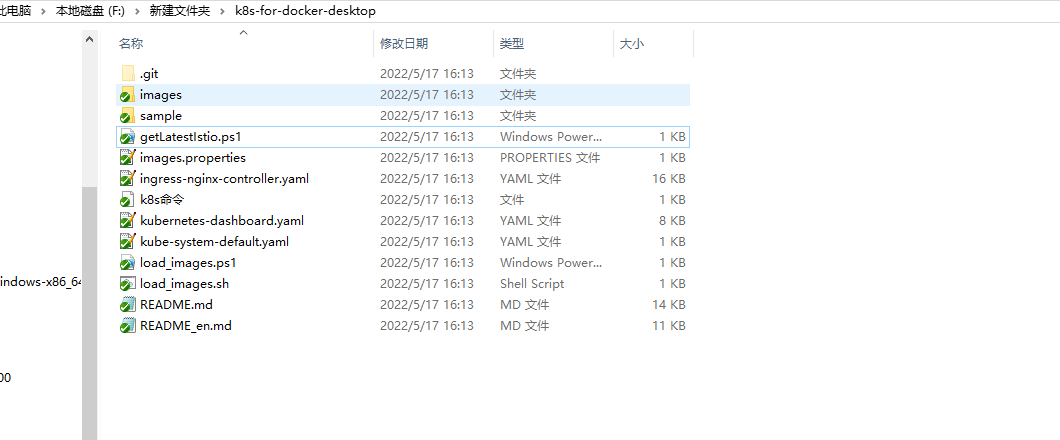 此电脑 > 本地磁盘 (F:) > 新建文件夹 > k8s-for-docker-desktop
名称 修改日期 类型 大小
.git 2022/5/17 16:13 文件夹
images 2022/5/17 16:13 文件夹
sample 2022/5/17 16:13 文件夹
getLatestIstio.ps1 2022/5/17 16:13 Windows Power... 1 KB
images.properties 2022/5/17 16:13 PROPERTIES 文件 1 KB
ingress-nginx-controller.yaml 2022/5/17 16:13 YAML 文件 16 KB
k8s命令 2022/5/17 16:13 文件 1 KB
kubernetes-dashboard.yaml 2022/5/17 16:13 YAML 文件 8 KB
kube-system-default.yaml 2022/5/17 16:13 YAML 文件 1 KB
load_images.ps1 2022/5/17 16:13 Windows Power... 1 KB
indows-x86_64
load_images.sh 2022/5/17 16:13 Shell Script 1 KB
README.md 2022/5/17 16:13 MD 文件 14 KB
README_en.md 2022/5/17 16:13 MD 文件 11 KB
00